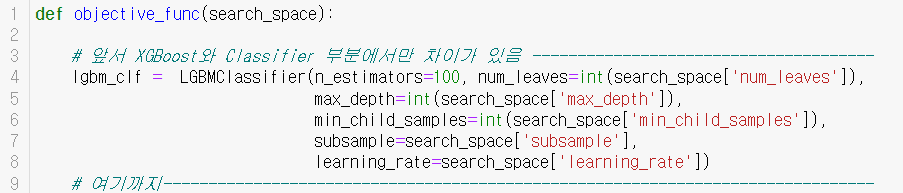 1 def objective_func(search_space):
2
3 # 앞서 XGBoost와 Classifier 부분에서만 차이가 있음 -----------------------------------
4 lgbm_clf =  LGBMClassifier(n_estimators=100, num_leaves=int(search_space['num_leaves']),
5 max_depth=int(search_space['max_depth']),
6 min_child_samples=int(search_space['min_child_samples']),
7 subsample=search_space['subsample'],
8 learning_rate=search_space['learning_rate'])
9 # 여기까지-------------------------------------------------------------------------